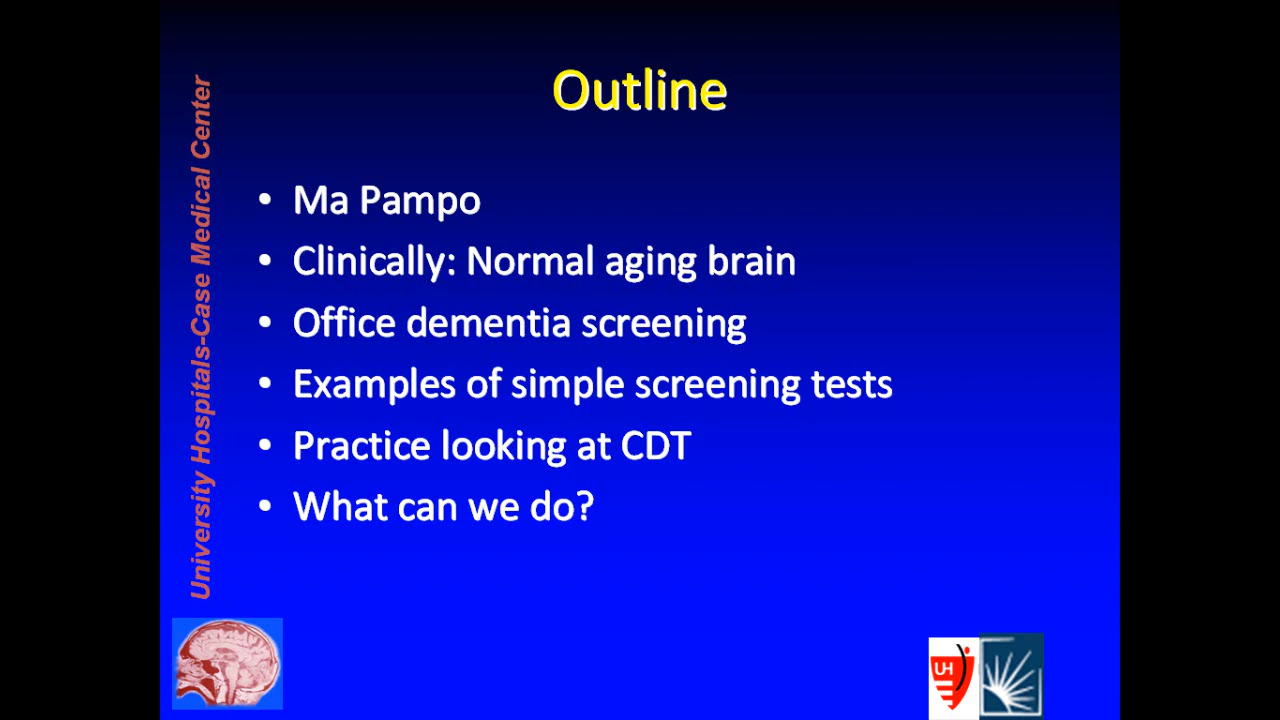 Outline
University Hospitals-Case Medical Center
• Ma Pampo
• Clinically: Normal aging brain
• Office dementia screening
• Examples of simple screening tests
• Practice looking at CDT
• What can we do?
UH